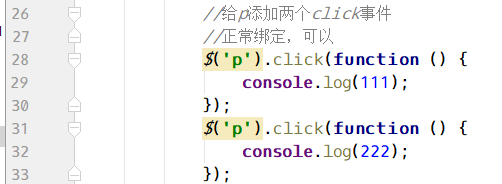 26 //给p添加两个click事件
27 //正常绑定，可以
28 $('p').click(function () {
29 console.log(111);
30 });
31 $('p').click(function () {
32 console.log(222);
33 });